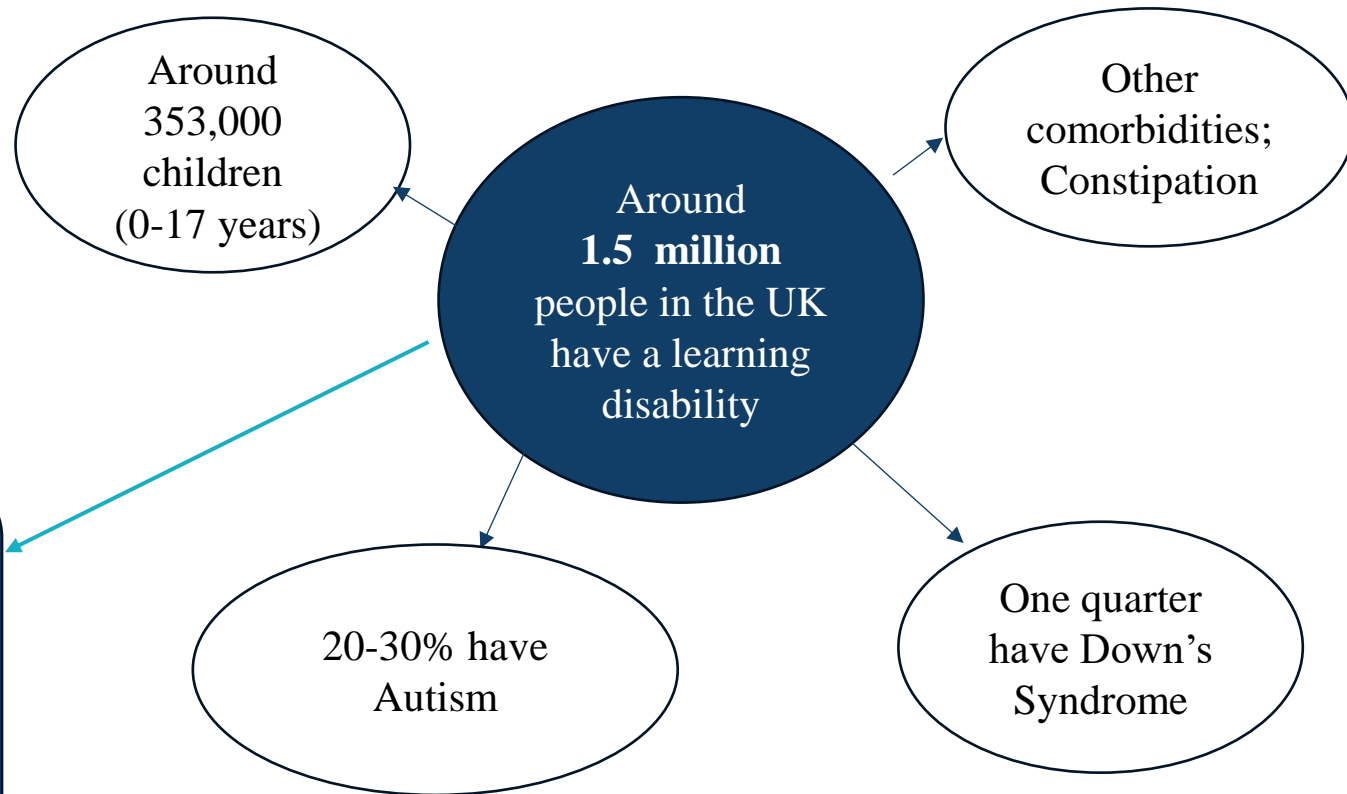 Around
353,000
children
(0-17 years)
Other
comorbidities;
Constipation
Around
1.5 million
people in the UK
have a learning
disability
20-30% have
Autism
One quarter
have Down’s
Syndrome